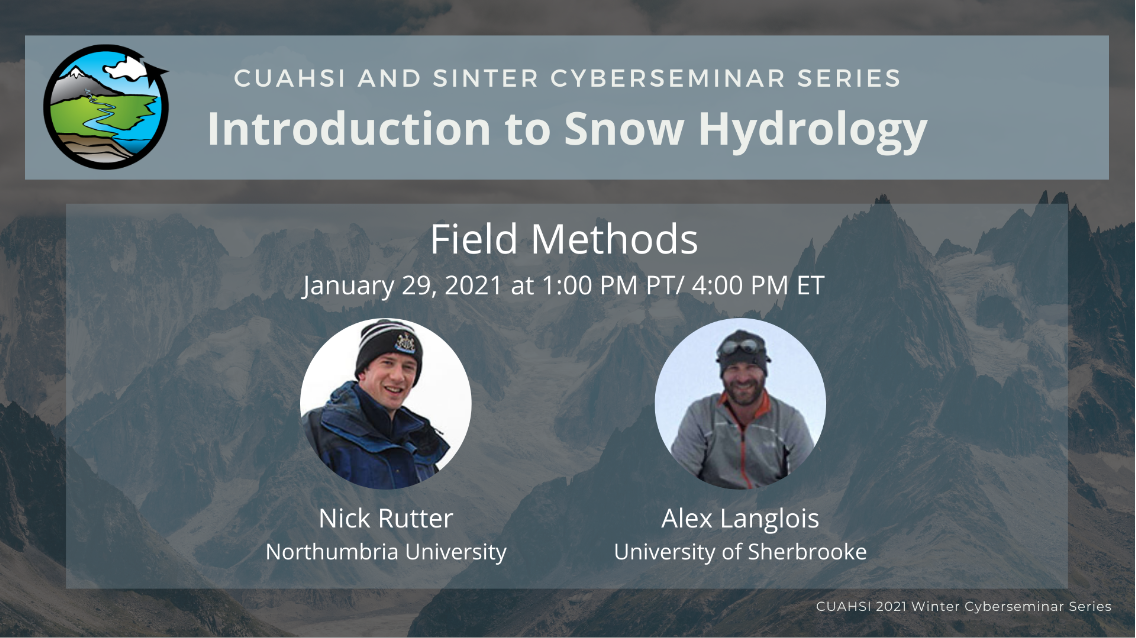 CUAHSI AND SINTER CYBERSEMINAR SERIES
Introduction to Snow Hydrology
Field Methods
January 29, 2021 at 1:00 PM PT/ 4:00 PM ET
Nick Rutter
Northumbria University
Alex Langlois
University of Sherbrooke
CUAHSI 2021 Winter Cyberseminar Series